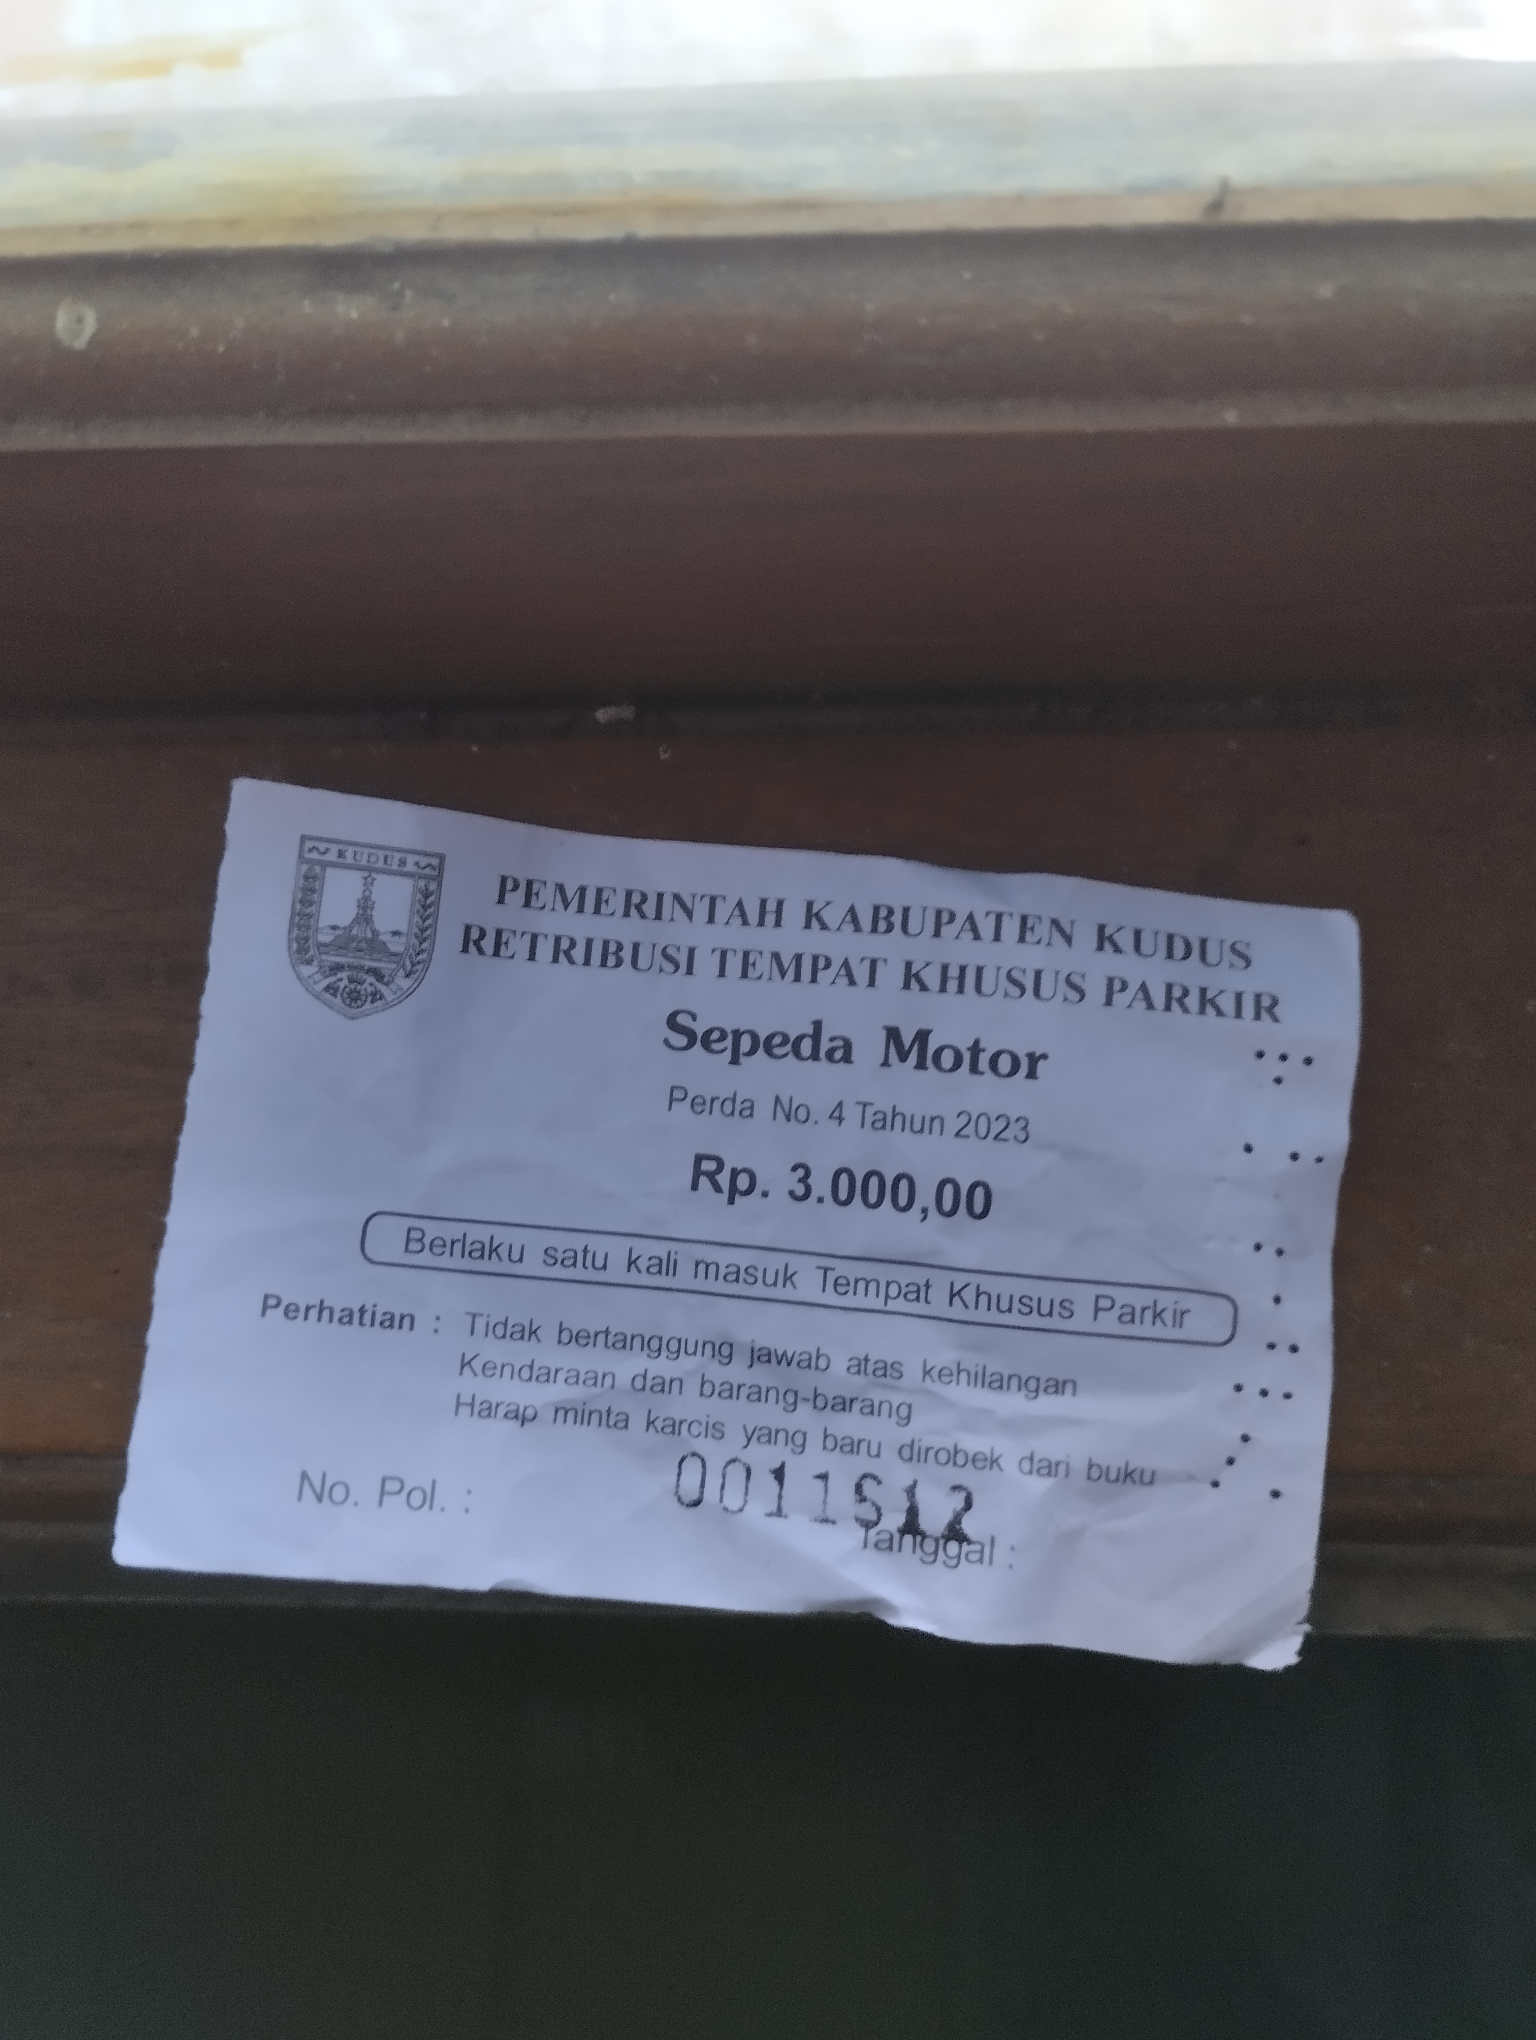 KUDUS
PEMERINTAH KABUPATEN KUDUS
RETRIBUSI TEMPAT KHUSUS PARKIR
Sepeda Motor
Perda No. 4 Tahun 2023
Rp. 3.000,00
Berlaku satu kali masuk Tempat Khusus Parkir
Perhatian : Tidak bertanggung jawab atas kehilangan
Kendaraan dan barang-barang
Harap minta karcis yang baru dirobek dari buku
0011512
No. Pol. :
Tanggal :